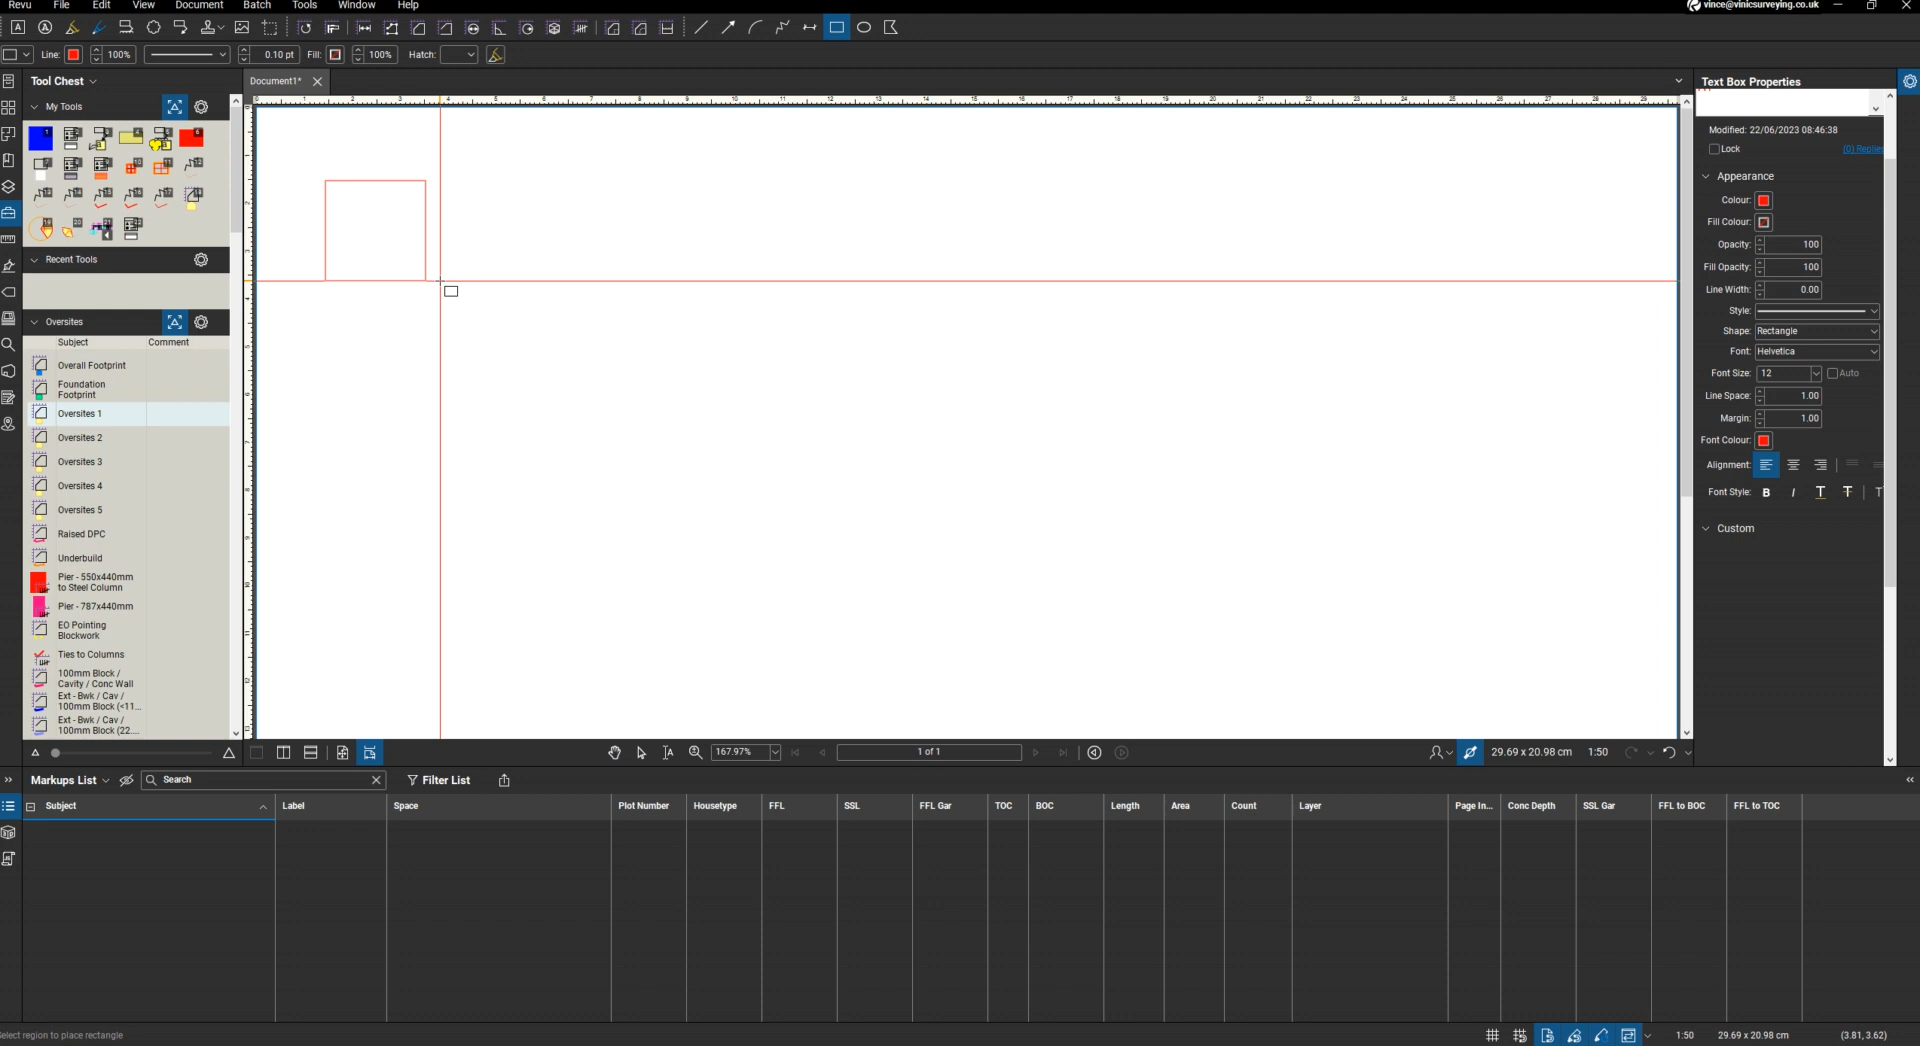 Revu File Edit View Document Batch Tools Window Help vince@vinicsurveying.co.uk
Line: 100% 0.10 pt Fill: 100% Hatch:
Tool Chest
Document1*
Text Box Properties
My Tools
Modified: 22/06/2023 08:46:38
Lock (0) Replies
Appearance
Colour:
Fill Colour:
Opacity: 100
Fill Opacity: 100
Line Width: 0.00
Style:
Shape: Rectangle
Font: Helvetica
Font Size: 12 Auto
Line Space: 1.00
Margin: 1.00
Font Colour:
Alignment:
Font Style: B I T T T
Custom
Recent Tools
Oversites
Subject Comment
Overall Footprint
Foundation
Footprint
Oversites 1
Oversites 2
Oversites 3
Oversites 4
Oversites 5
Raised DPC
Underbuild
Pier - 550x440mm
to Steel Column
Pier - 787x440mm
EO Pointing
Blockwork
Ties to Columns
100mm Block /
Cavity / Conc Wall
Ext - Bwk / Cav /
100mm Block (<11...
Ext - Bwk / Cav /
100mm Block (22....
167.97% 1 of 1 29.69 x 20.98 cm 1:50
Markups List Search Filter List
Subject Label Space Plot Number Housetype FFL SSL FFL Gar TOC BOC Length Area Count Layer Page In... Conc Depth SSL Gar FFL to BOC FFL to TOC
Select region to place rectangle
1:50 29.69 x 20.98 cm (3.81, 3.62)